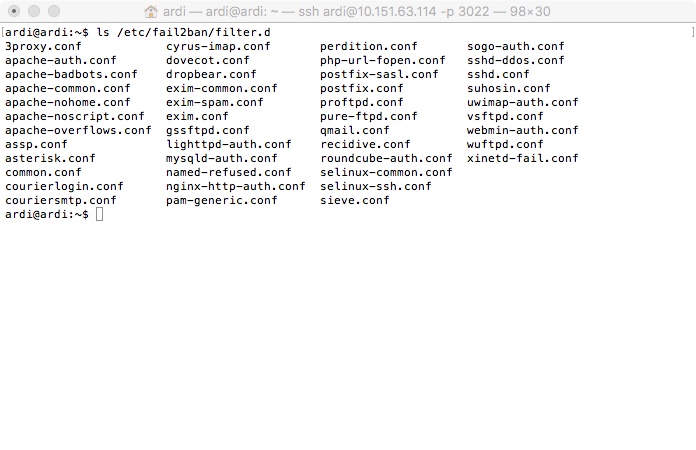 ardi — ardi@ardi: ~ — ssh ardi@10.151.63.114 -p 3022 — 98×30
[ardi@ardi:~$ ls /etc/fail2ban/filter.d ]
3proxy.conf cyrus-imap.conf perdition.conf sogo-auth.conf
apache-auth.conf dovecot.conf php-url-fopen.conf sshd-ddos.conf
apache-badbots.conf dropbear.conf postfix-sasl.conf sshd.conf
apache-common.conf exim-common.conf postfix.conf suhosin.conf
apache-nohome.conf exim-spam.conf proftpd.conf uwimap-auth.conf
apache-noscript.conf exim.conf pure-ftpd.conf vsftpd.conf
apache-overflows.conf gssftpd.conf qmail.conf webmin-auth.conf
assp.conf lighttpd-auth.conf recidive.conf wuftpd.conf
asterisk.conf mysqld-auth.conf roundcube-auth.conf xinetd-fail.conf
common.conf named-refused.conf selinux-common.conf
courierlogin.conf nginx-http-auth.conf selinux-ssh.conf
couriersmtp.conf pam-generic.conf sieve.conf
ardi@ardi:~$